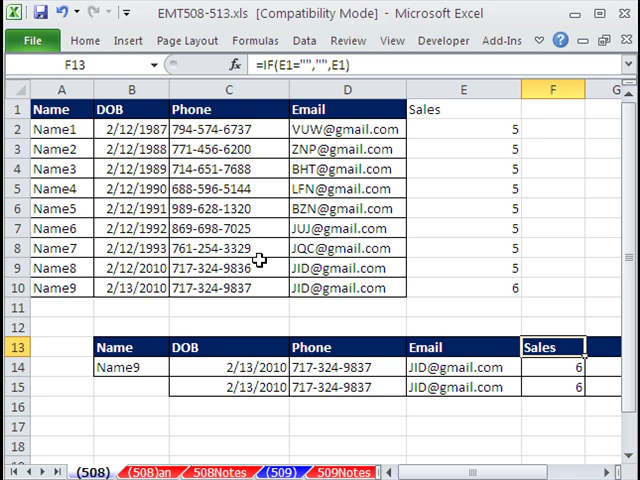 EMT508-513.xls [Compatibility Mode] - Microsoft Excel
File Home Page Layout Formulas Data Review View Developer Add-Ins
F13 fx =IF(E1="","",E1)
A B C D E F G
1 Name DOB Phone Email Sales
2 Name1 2/12/1987 794-574-6737 VUW@gmail.com 5
3 Name2 2/12/1988 771-456-6200 ZNP@gmail.com 5
4 Name3 2/12/1989 714-651-7688 BHT@gmail.com 5
5 Name4 2/12/1990 688-596-5144 LFN@gmail.com 5
6 Name5 2/12/1991 989-628-1320 BZN@gmail.com 5
7 Name6 2/12/1992 869-698-7025 JUJ@gmail.com 5
8 Name7 2/12/1993 761-254-3329 JQC@gmail.com 5
9 Name8 2/12/2010 717-324-9836 JID@gmail.com 5
10 Name9 2/13/2010 717-324-9837 JID@gmail.com 6
11
12
13 Name DOB Phone Email Sales
14 Name9 2/13/2010 717-324-9837 JID@gmail.com 6
15 2/13/2010 717-324-9837 JID@gmail.com 6
16
17
18
(508) (508)an 508Notes (509) 509Notes